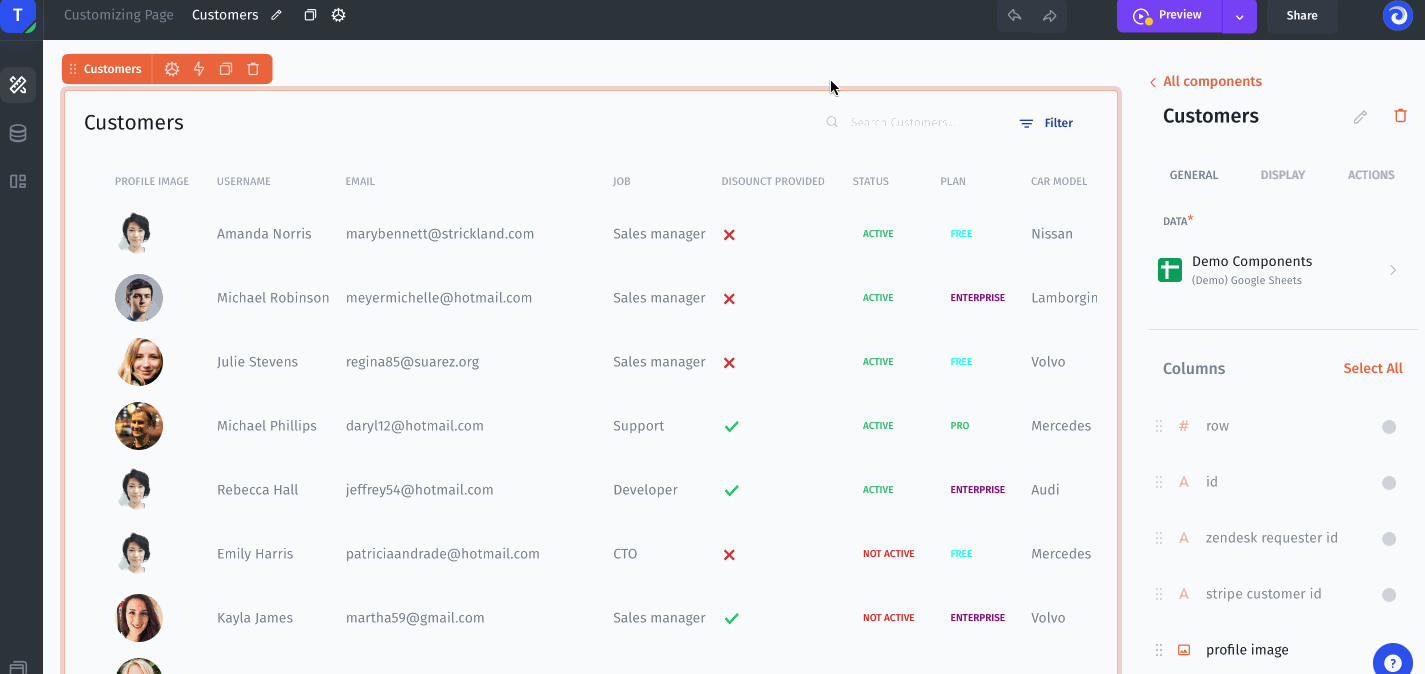 T
Customizing Page Customers
Preview
Share
Customers
All components
Customers
Customers
Search Customers...
Filter
GENERAL DISPLAY ACTIONS
PROFILE IMAGE USERNAME EMAIL JOB DISOUNCT PROVIDED STATUS PLAN CAR MODEL
DATA*
Amanda Norris marybennett@strickland.com Sales manager ACTIVE FREE Nissan
Demo Components
(Demo) Google Sheets
Michael Robinson meyermichelle@hotmail.com Sales manager ACTIVE ENTERPRISE Lamborgin
Julie Stevens regina85@suarez.org Sales manager ACTIVE FREE Volvo
Columns Select All
Michael Phillips daryl12@hotmail.com Support ACTIVE PRO Mercedes
# row
Rebecca Hall jeffrey54@hotmail.com Developer ACTIVE ENTERPRISE Audi
A id
Emily Harris patriciaandrade@hotmail.com CTO NOT ACTIVE FREE Mercedes
A zendesk requester id
Kayla James martha59@gmail.com Sales manager NOT ACTIVE ENTERPRISE Volvo
A stripe customer id
profile image
?